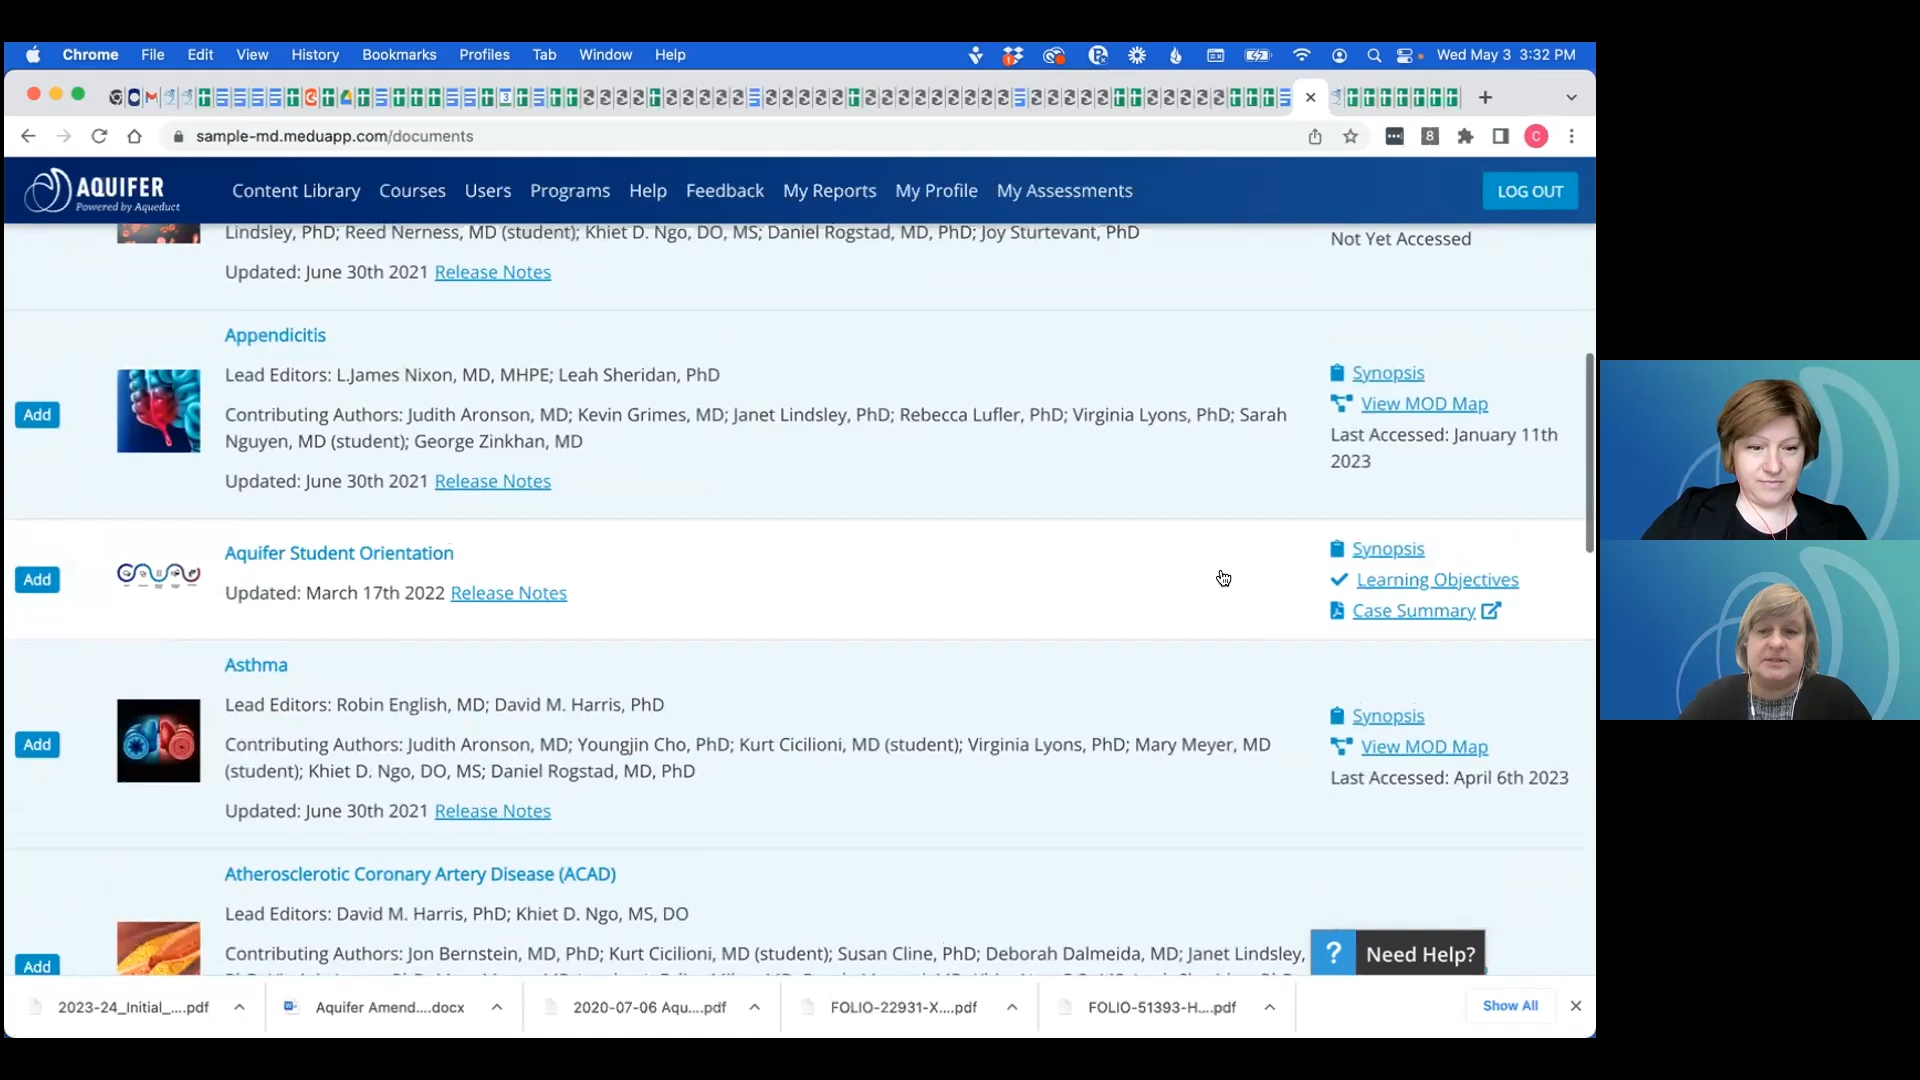 Chrome File Edit View History Bookmarks Profiles Tab Window Help Wed May 3 3:32 PM
sample-md.meduapp.com/documents
AQUIFER
Powered by Aqueduct
Content Library Courses Users Programs Help Feedback My Reports My Profile My Assessments LOG OUT
Lindsley, PhD; Reed Nerness, MD (student); Khiet D. Ngo, DO, MS; Daniel Rogstad, MD, PhD; Joy Sturtevant, PhD
Not Yet Accessed
Updated: June 30th 2021 Release Notes
Appendicitis
Lead Editors: L.James Nixon, MD, MHPE; Leah Sheridan, PhD
Add
Contributing Authors: Judith Aronson, MD; Kevin Grimes, MD; Janet Lindsley, PhD; Rebecca Lufler, PhD; Virginia Lyons, PhD; Sarah
Nguyen, MD (student); George Zinkhan, MD
Updated: June 30th 2021 Release Notes
Synopsis
View MOD Map
Last Accessed: January 11th
2023
Add
Aquifer Student Orientation
Updated: March 17th 2022 Release Notes
Synopsis
Learning Objectives
Case Summary
Asthma
Lead Editors: Robin English, MD; David M. Harris, PhD
Add
Contributing Authors: Judith Aronson, MD; Youngjin Cho, PhD; Kurt Cicilioni, MD (student); Virginia Lyons, PhD; Mary Meyer, MD
(student); Khiet D. Ngo, DO, MS; Daniel Rogstad, MD, PhD
Updated: June 30th 2021 Release Notes
Synopsis
View MOD Map
Last Accessed: April 6th 2023
Atherosclerotic Coronary Artery Disease (ACAD)
Lead Editors: David M. Harris, PhD; Khiet D. Ngo, MS, DO
Add
Contributing Authors: Jon Bernstein, MD, PhD; Kurt Cicilioni, MD (student); Susan Cline, PhD; Deborah Dalmeida, MD; Janet Lindsley,
? Need Help?
2023-24_Initial_....pdf
Aquifer Amend....docx
2020-07-06 Aqu....pdf
FOLIO-22931-X....pdf
FOLIO-51393-H....pdf
Show All